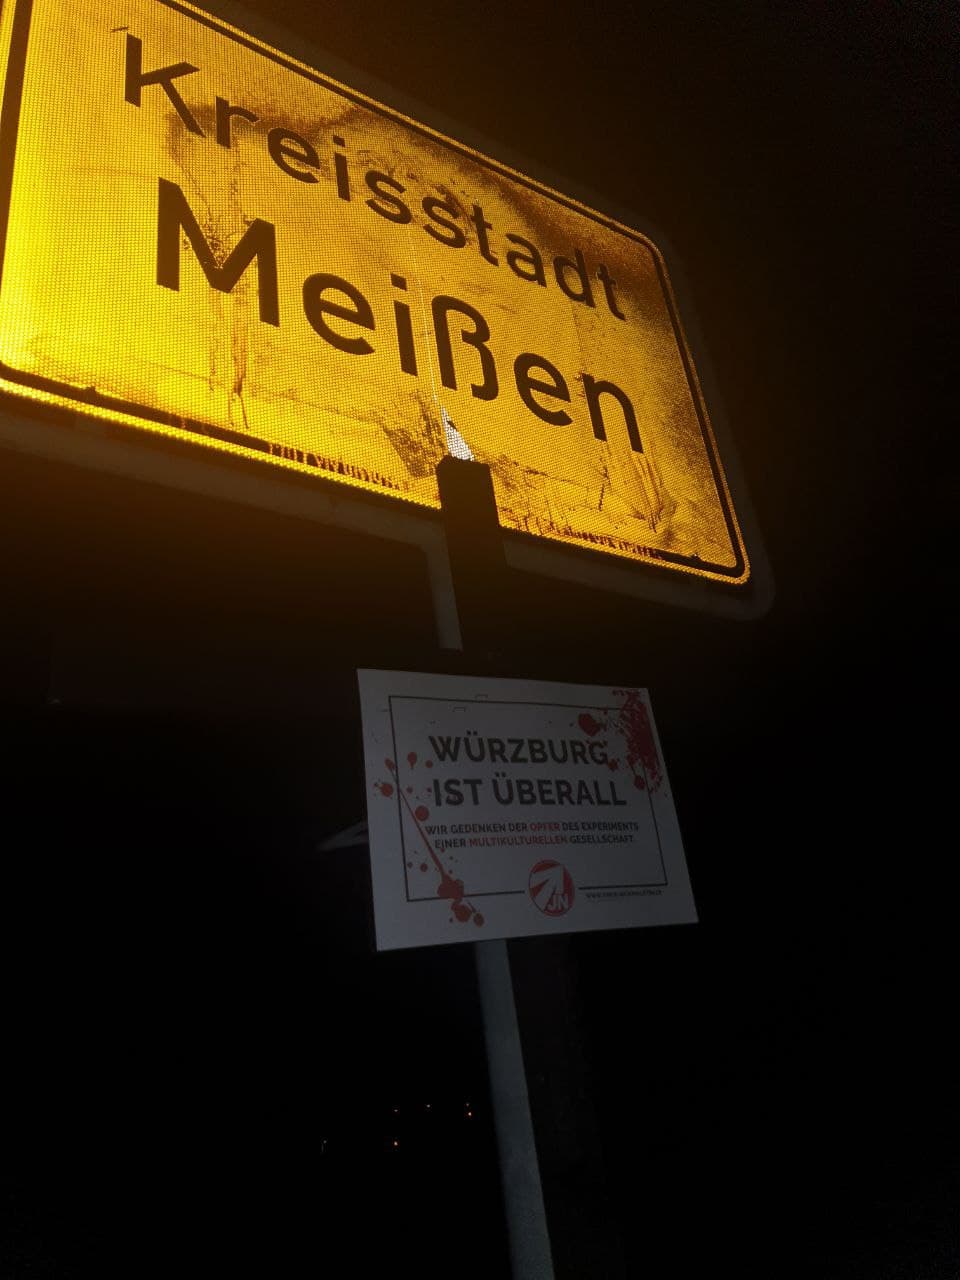 Kreisstadt
Meißen
WÜRZBURG
IST ÜBERALL
WIR GEDENKEN DER OPFER DES EXPERIMENTS
EINER MULTIKULTURELLEN GESELLSCHAFT.
JN